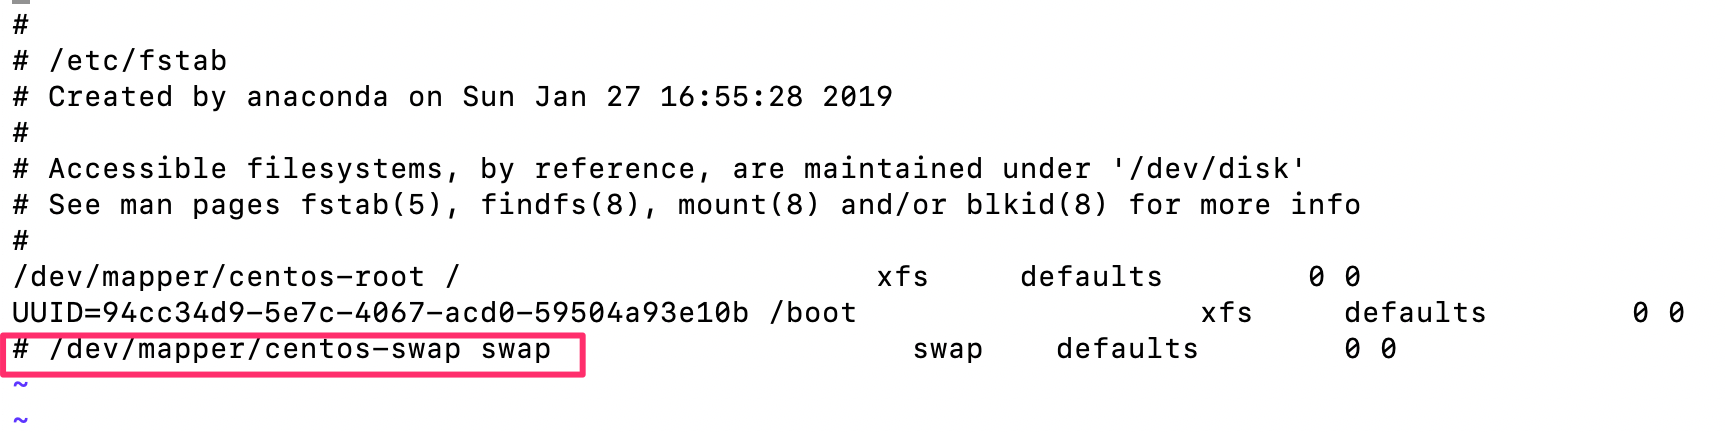 #
# /etc/fstab
# Created by anaconda on Sun Jan 27 16:55:28 2019
#
# Accessible filesystems, by reference, are maintained under '/dev/disk'
# See man pages fstab(5), findfs(8), mount(8) and/or blkid(8) for more info
#
/dev/mapper/centos-root /                       xfs     defaults        0 0
UUID=94cc34d9-5e7c-4067-acd0-59504a93e10b /boot                   xfs     defaults        0 0
# /dev/mapper/centos-swap swap                    swap    defaults        0 0
~
~